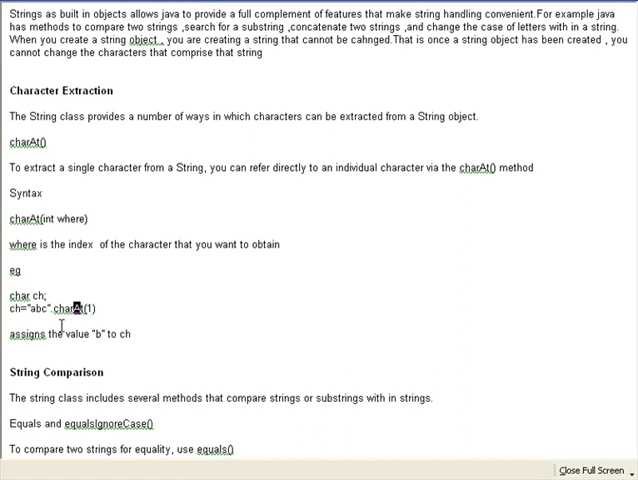 Strings as built in objects allows java to provide a full complement of features that make string handling convenient.For example java
has methods to compare two strings ,search for a substring ,concatenate two strings ,and change the case of letters with in a string.
When you create a string object , you are creating a string that cannot be cahnged.That is once a string object has been created , you
cannot change the characters that comprise that string
Character Extraction
The String class provides a number of ways in which characters can be extracted from a String object.
charAt()
To extract a single character from a String, you can refer directly to an individual character via the charAt() method
Syntax
charAt(int where)
where is the index  of the character that you want to obtain
eg
char ch;
ch="abc".charAt(1)
assigns the value "b" to ch
String Comparison
The string class includes several methods that compare strings or substrings with in strings.
Equals and equalsIgnoreCase()
To compare two strings for equality, use equals()
Close Full Screen